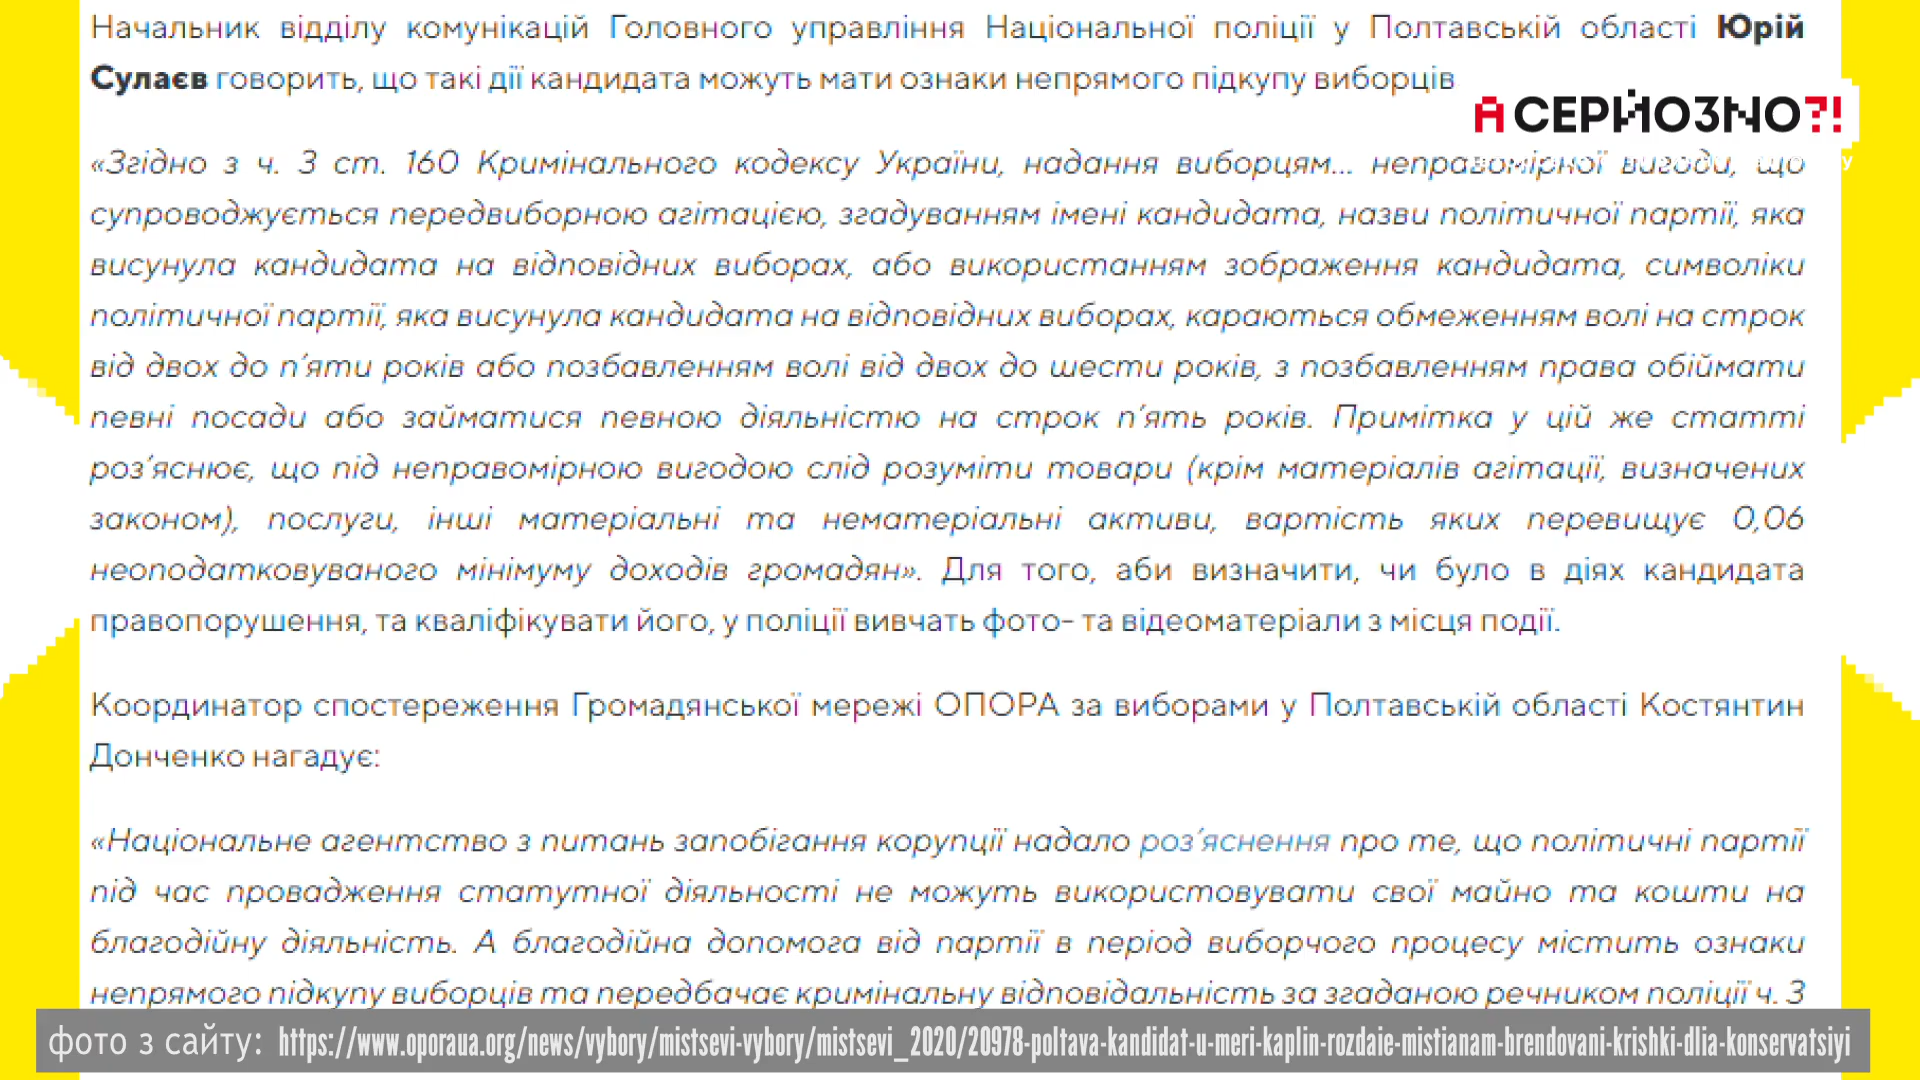 Начальник відділу комунікацій Головного управління Національної поліції у Полтавській області Юрій
Сулаєв говорить, що такі дії кандидата можуть мати ознаки непрямого підкупу виборців
А СЕРЙОЗНО?!
«Згідно з ч. 3 ст. 160 Кримінального кодексу України, надання виборцям... неправомірної вигоди, що
супроводжується передвиборною агітацією, згадуванням імені кандидата, назви політичної партії, яка
висунула кандидата на відповідних виборах, або використанням зображення кандидата, символіки
політичної партії, яка висунула кандидата на відповідних виборах, караються обмеженням волі на строк
від двох до п'яти років або позбавленням волі від двох до шести років, з позбавленням права обіймати
певні посади або займатися певною діяльністю на строк п'ять років. Примітка у цій же статті
роз'яснює, що під неправомірною вигодою слід розуміти товари (крім матеріалів агітації, визначених
законом), послуги, інші матеріальні та нематеріальні активи, вартість яких перевищує 0,06
неоподатковуваного мінімуму доходів громадян». Для того, аби визначити, чи було в діях кандидата
правопорушення, та кваліфікувати його, у поліції вивчать фото- та відеоматеріали з місця події.
Координатор спостереження Громадянської мережі ОПОРА за виборами у Полтавській області Костянтин
Донченко нагадує:
«Національне агентство з питань запобігання корупції надало роз'яснення про те, що політичні партії
під час провадження статутної діяльності не можуть використовувати свої майно та кошти на
благодійну діяльність. А благодійна допомога від партії в період виборчого процесу містить ознаки
непрямого підкупу виборців та передбачає кримінальну відповідальність за згаданою речником поліції ч. 3
фото з сайту: https://www.oporaua.org/news/vybory/mistsevi-vybory/mistsevi_2020/20978-poltava-kandidat-u-meri-kaplin-rozdaie-mistianam-brendovani-krishki-dlia-konservatsiyi